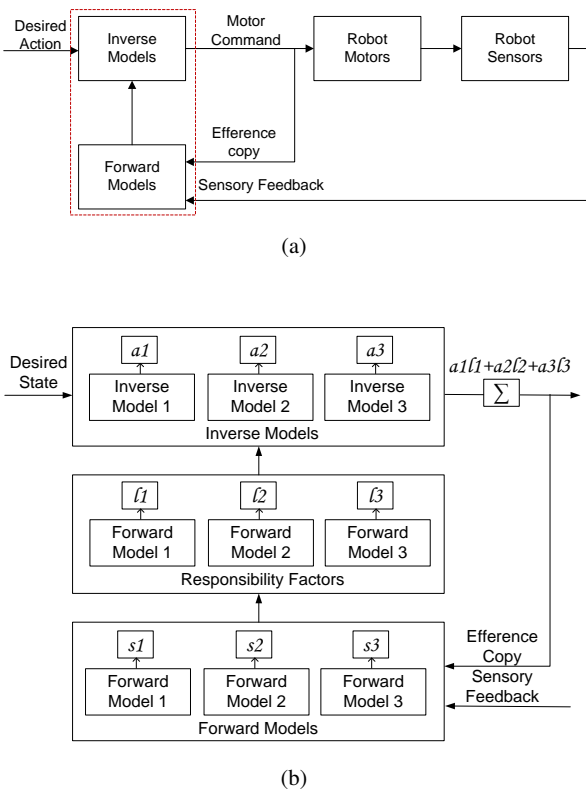 Desired
Action
Inverse
Models
Motor
Command
Robot
Motors
Robot
Sensors
Efference
copy
Forward
Models
Sensory Feedback
(a)
Desired
State
a1
a2
a3
Inverse
Model 1
Inverse
Model 2
Inverse
Model 3
Inverse Models
a1l1+a2l2+a3l3
∑
l1
l2
l3
Forward
Model 1
Forward
Model 2
Forward
Model 3
Responsibility Factors
s1
s2
s3
Forward
Model 1
Forward
Model 2
Forward
Model 3
Forward Models
Efference
Copy
Sensory
Feedback
(b)